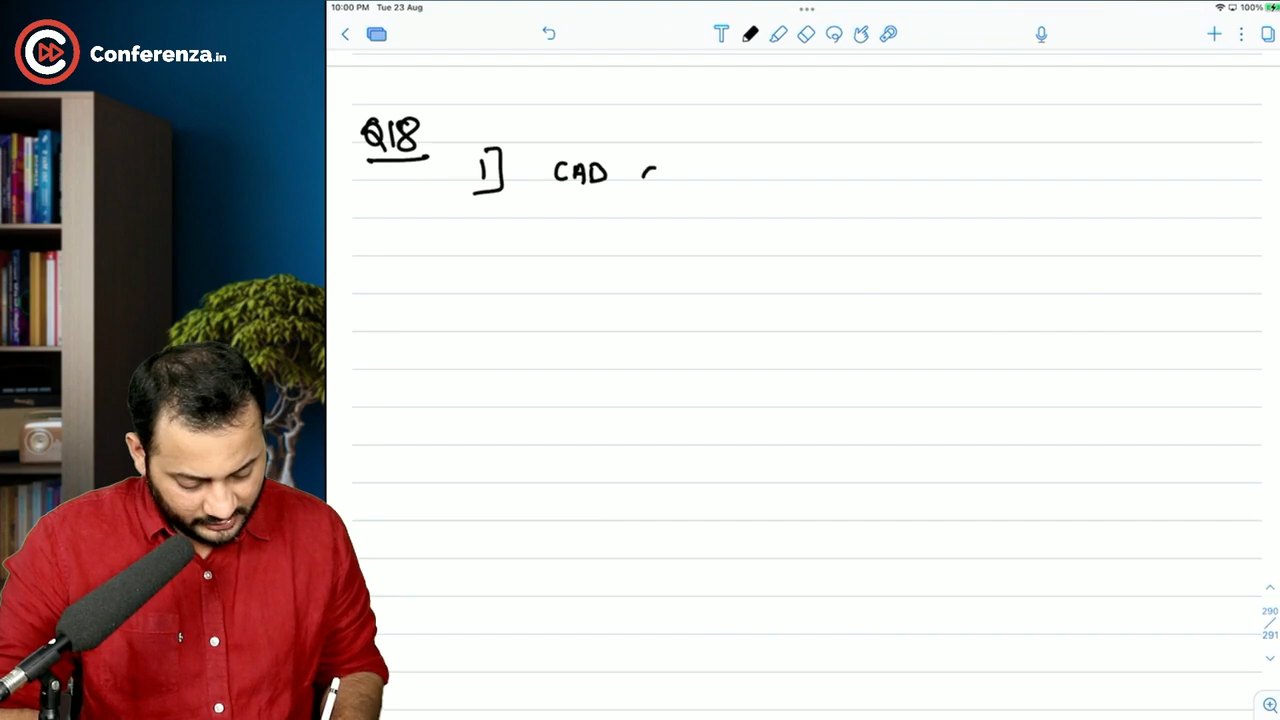 10:00 PM Tue 23 Aug
100%
Conferenza.in
T
Q18
1] CAD
290
291